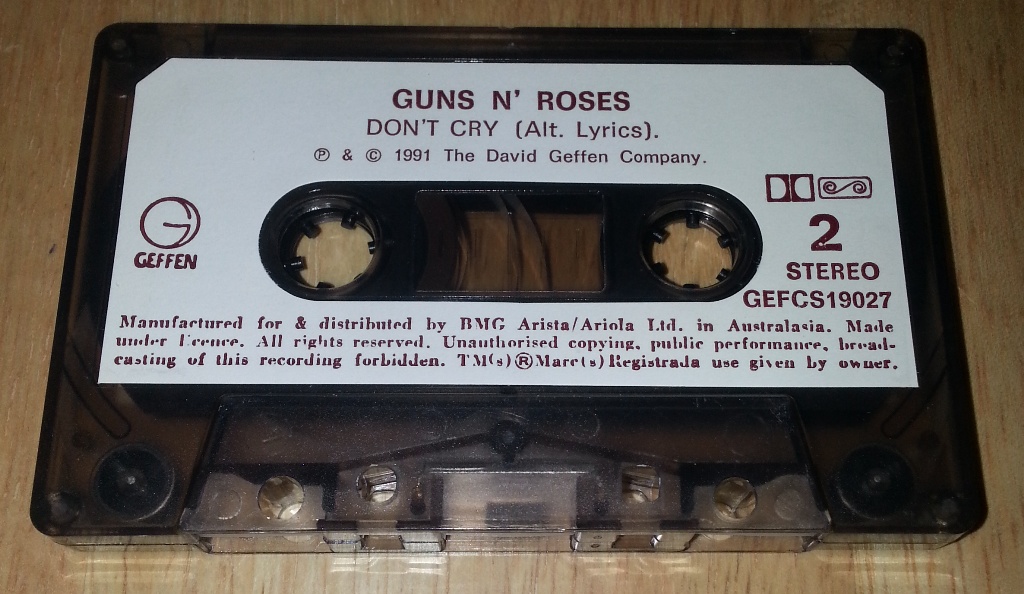 GUNS N' ROSES
DON'T CRY (Alt. Lyrics).
℗ & © 1991 The David Geffen Company.
G
GEFFEN
2
STEREO
GEFCS19027
Manufactured for & distributed by BMG Arista/Ariola Ltd. in Australasia. Made
under licence. All rights reserved. Unauthorised copying, public performance, broad-
casting of this recording forbidden. TM(s)®Marc(s) Registrada use given by owner.